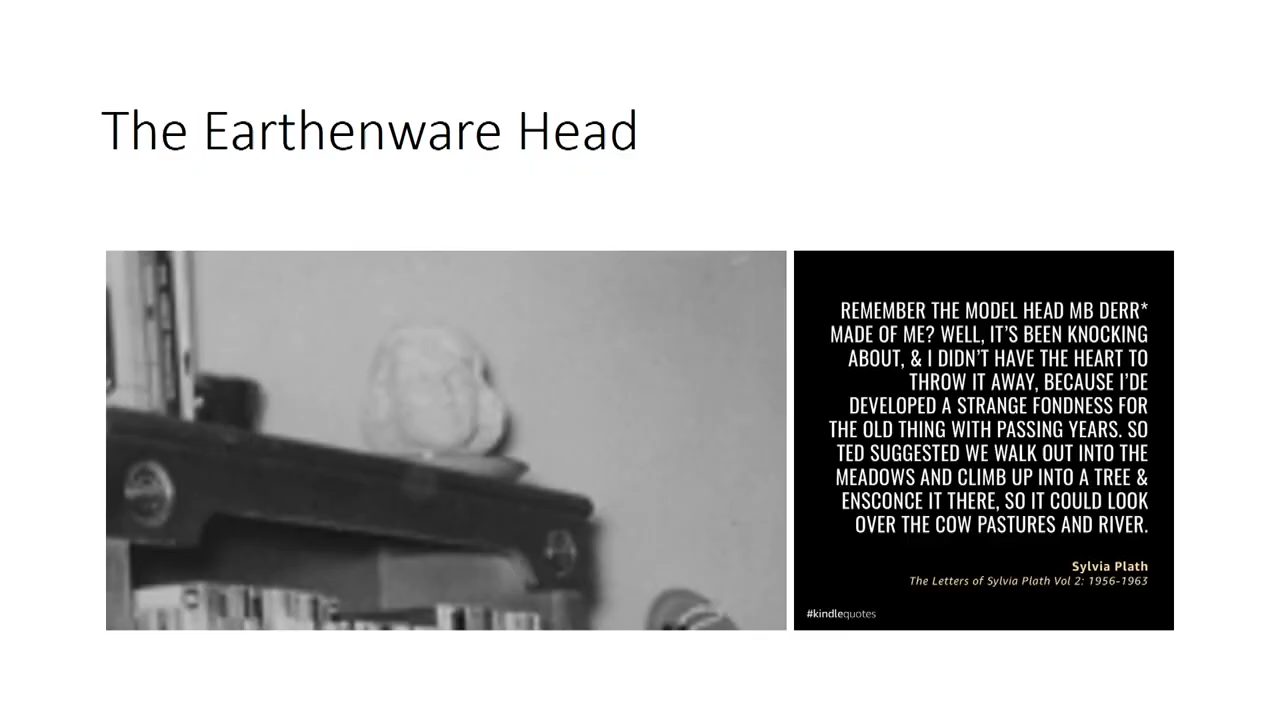 The Earthenware Head
REMEMBER THE MODEL HEAD MB DERR*
MADE OF ME? WELL, IT'S BEEN KNOCKING
ABOUT, & I DIDN'T HAVE THE HEART TO
THROW IT AWAY, BECAUSE I'DE
DEVELOPED A STRANGE FONDNESS FOR
THE OLD THING WITH PASSING YEARS. SO
TED SUGGESTED WE WALK OUT INTO THE
MEADOWS AND CLIMB UP INTO A TREE &
ENSCONCE IT THERE, SO IT COULD LOOK
OVER THE COW PASTURES AND RIVER.
Sylvia Plath
The Letters of Sylvia Plath Vol 2: 1956-1963
#kindlequotes